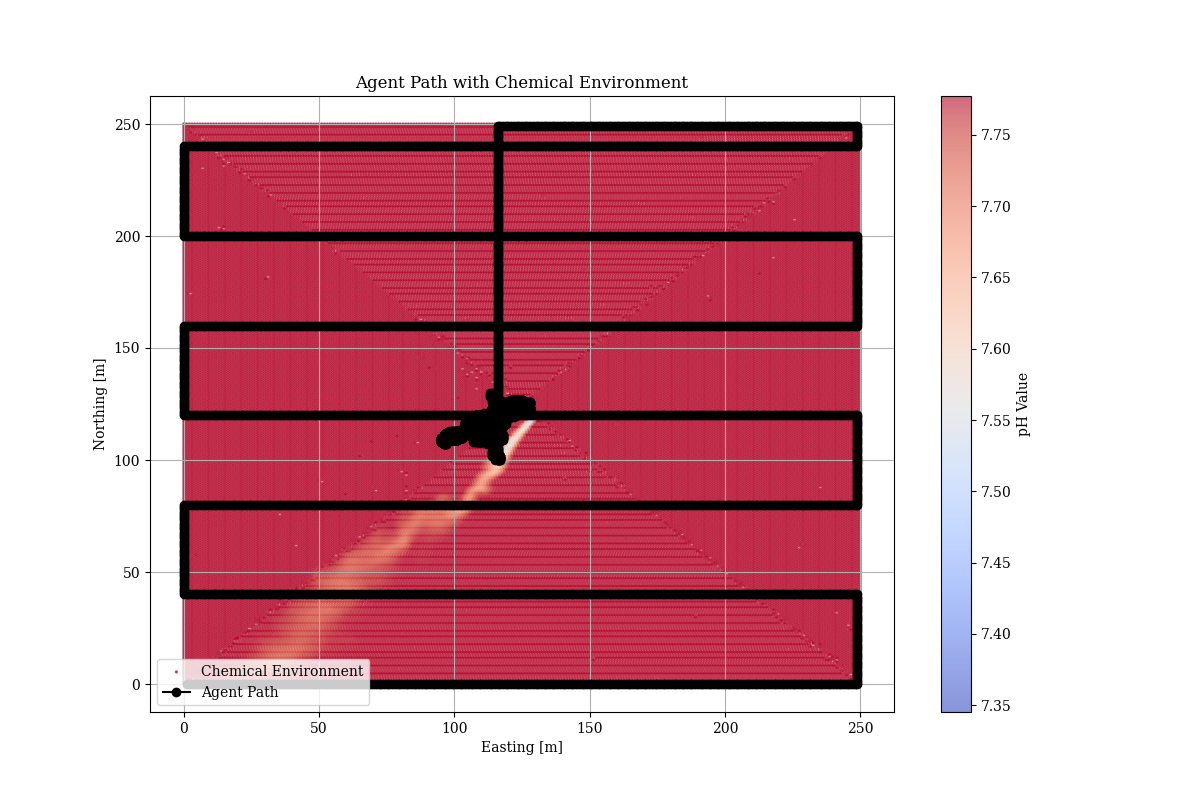 Agent Path with Chemical Environment
Northing [m]
250
200
150
100
50
0
0 50 100 150 200 250
Easting [m]
Chemical Environment
Agent Path
7.75
7.70
7.65
7.60
7.55
7.50
7.45
7.40
7.35
pH Value